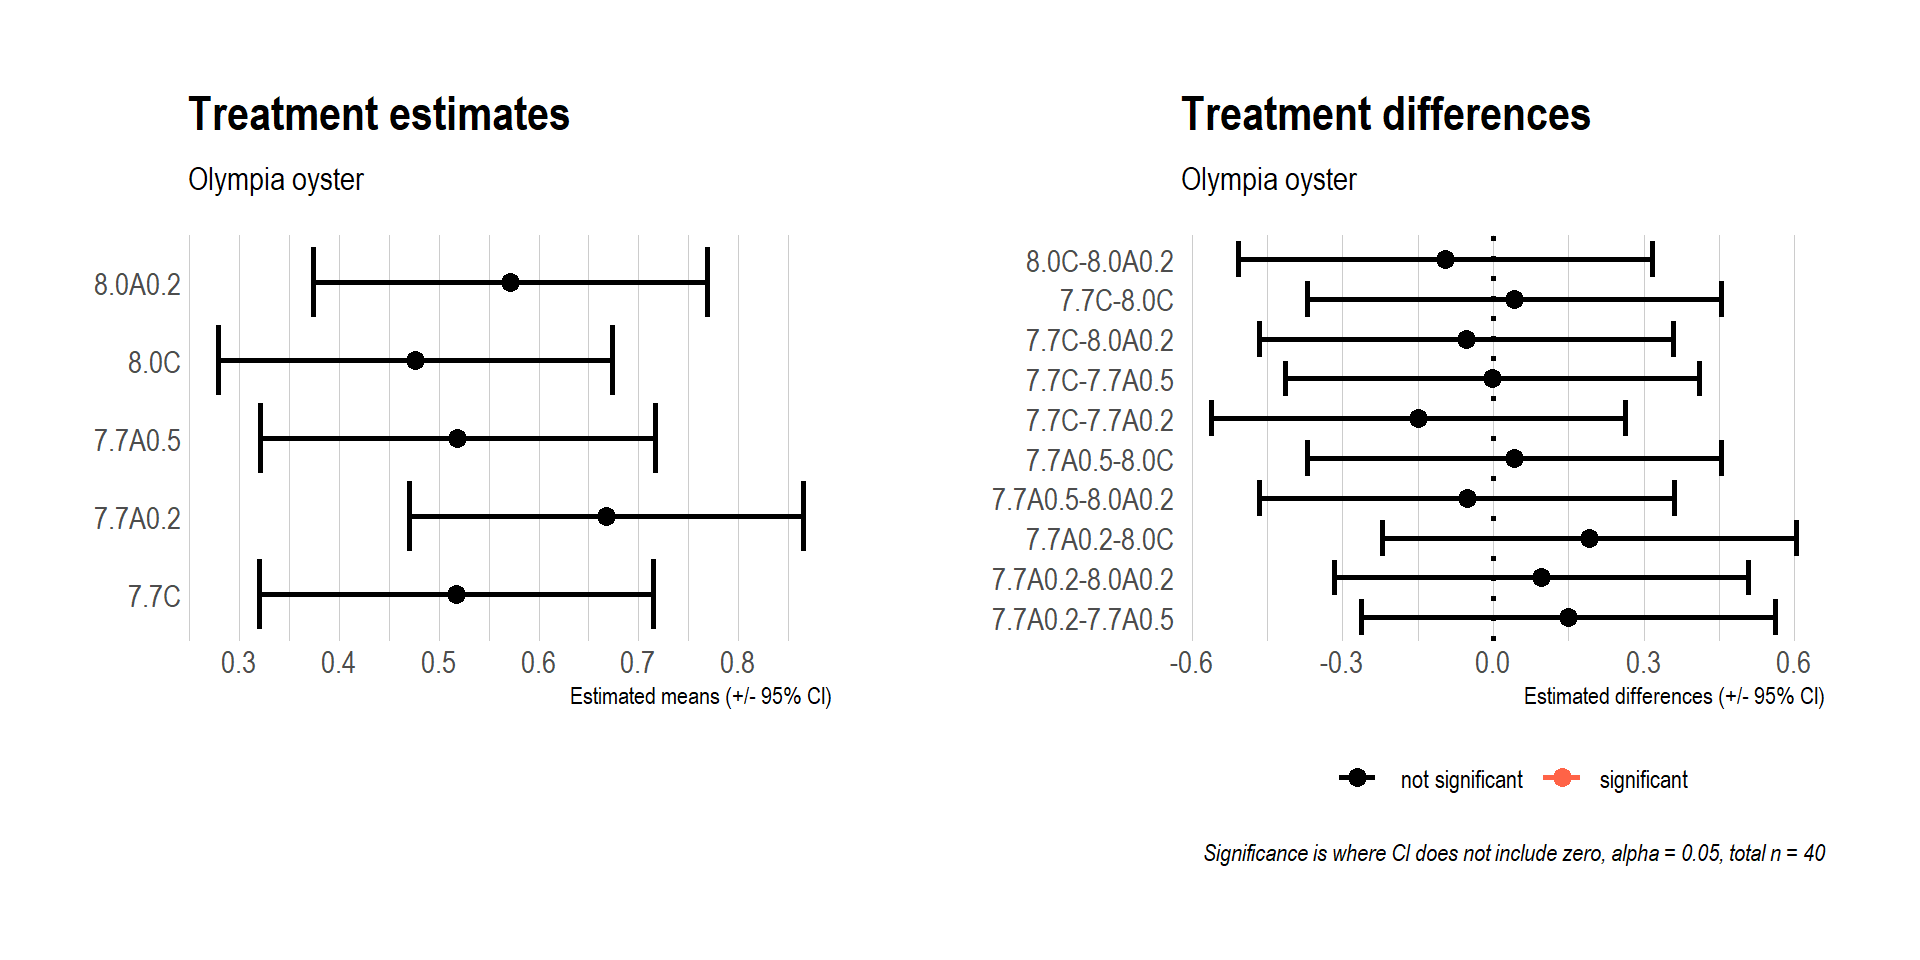 Treatment estimates
Olympia oyster
8.0A0.2
8.0C
7.7A0.5
7.7A0.2
7.7C
0.3 0.4 0.5 0.6 0.7 0.8
Estimated means (+/- 95% CI)
Treatment differences
Olympia oyster
8.0C-8.0A0.2
7.7C-8.0C
7.7C-8.0A0.2
7.7C-7.7A0.5
7.7C-7.7A0.2
7.7A0.5-8.0C
7.7A0.5-8.0A0.2
7.7A0.2-8.0C
7.7A0.2-8.0A0.2
7.7A0.2-7.7A0.5
-0.6 -0.3 0.0 0.3 0.6
Estimated differences (+/- 95% CI)
not significant significant
Significance is where CI does not include zero, alpha = 0.05, total n = 40